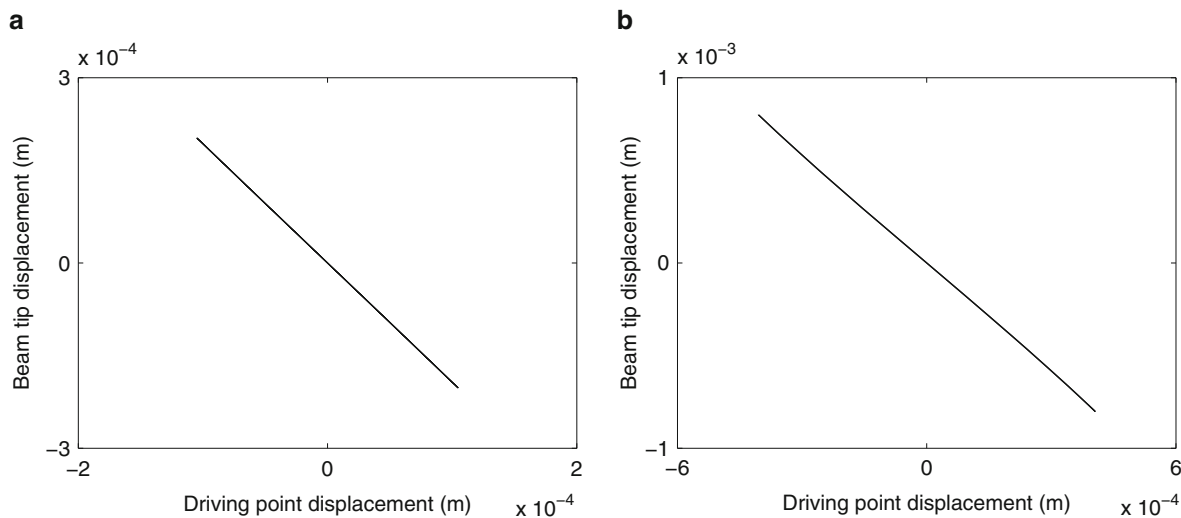 a
x 10⁻⁴
3
0
−3
Beam tip displacement (m)
−2
0
2
Driving point displacement (m)
x 10⁻⁴
b
x 10⁻³
1
0
−1
Beam tip displacement (m)
−6
0
6
Driving point displacement (m)
x 10⁻⁴